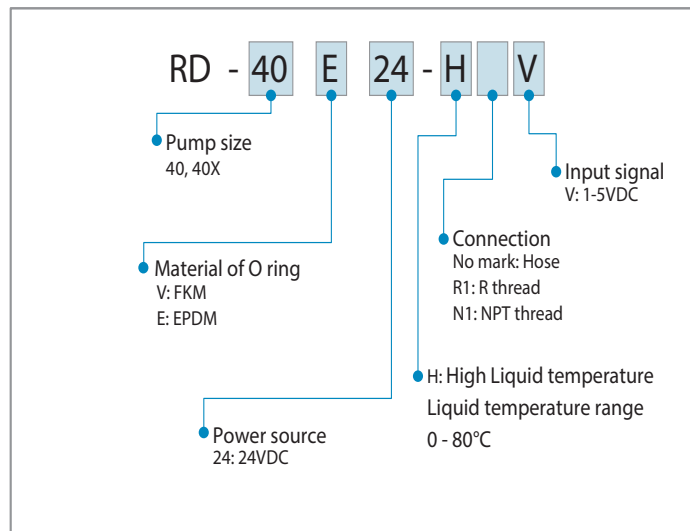 RD - 40 E 24 - H V
Pump size
40, 40X
Input signal
V: 1-5VDC
Connection
No mark: Hose
R1: R thread
N1: NPT thread
Material of O ring
V: FKM
E: EPDM
H: High Liquid temperature
Liquid temperature range
0 - 80°C
Power source
24: 24VDC